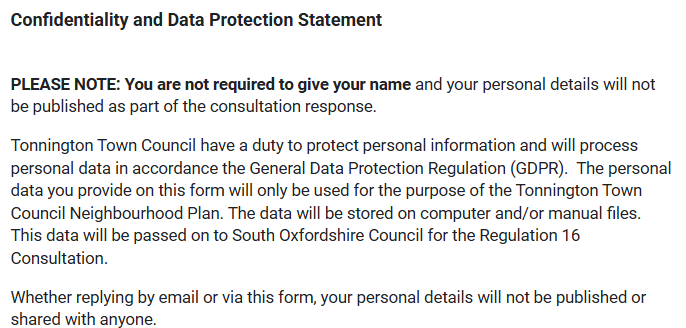 Confidentiality and Data Protection Statement
PLEASE NOTE: You are not required to give your name and your personal details will not
be published as part of the consultation response.
Tonnington Town Council have a duty to protect personal information and will process
personal data in accordance the General Data Protection Regulation (GDPR).  The personal
data you provide on this form will only be used for the purpose of the Tonnington Town
Council Neighbourhood Plan. The data will be stored on computer and/or manual files.
This data will be passed on to South Oxfordshire Council for the Regulation 16
Consultation.
Whether replying by email or via this form, your personal details will not be published or
shared with anyone.